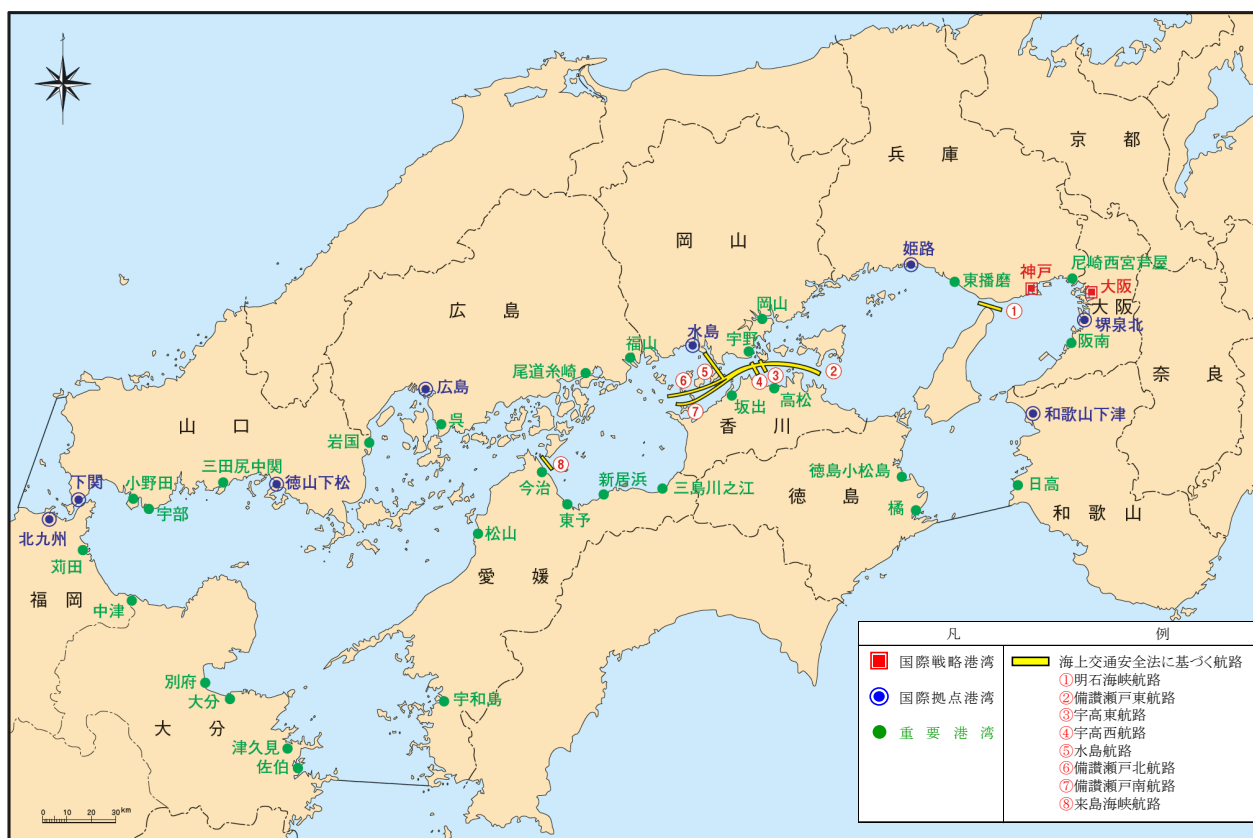 京都
兵庫
岡山
姫路
尼崎西宮芦屋
神戸
東播磨
大阪
大阪
①
堺泉北
岡山
広島
水島
宇野
阪南
福山
②
尾道糸崎
⑤
③
④
⑥
奈良
広島
高松
坂出
⑦
和歌山下津
香川
呉
山口
岩国
三田尻中関
⑧
徳山下松
今治
新居浜
三島川之江
徳島小松島
日高
下関
小野田
宇部
東予
徳島
橘
和歌山
北九州
松山
苅田
愛媛
福岡
中津
別府
大分
宇和島
大分
津久見
佐伯
0 10 20 30km
凡例
国際戦略港湾
国際拠点港湾
重要港湾
海上交通安全法に基づく航路
①明石海峡航路
②備讃瀬戸東航路
③宇高東航路
④宇高西航路
⑤水島航路
⑥備讃瀬戸北航路
⑦備讃瀬戸南航路
⑧来島海峡航路